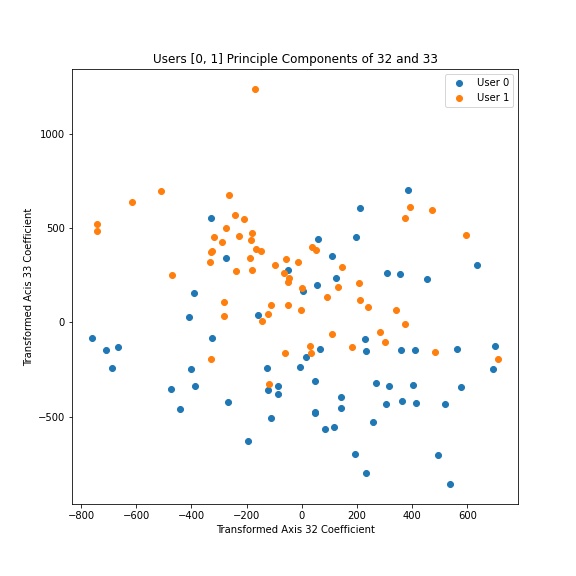 Users [0, 1] Principle Components of 32 and 33
User 0
User 1
Transformed Acis 33 Coefficient
1000
500
0
−500
−800
−600
−400
−200
0
200
400
600
Transformed Axis 32 Coefficient